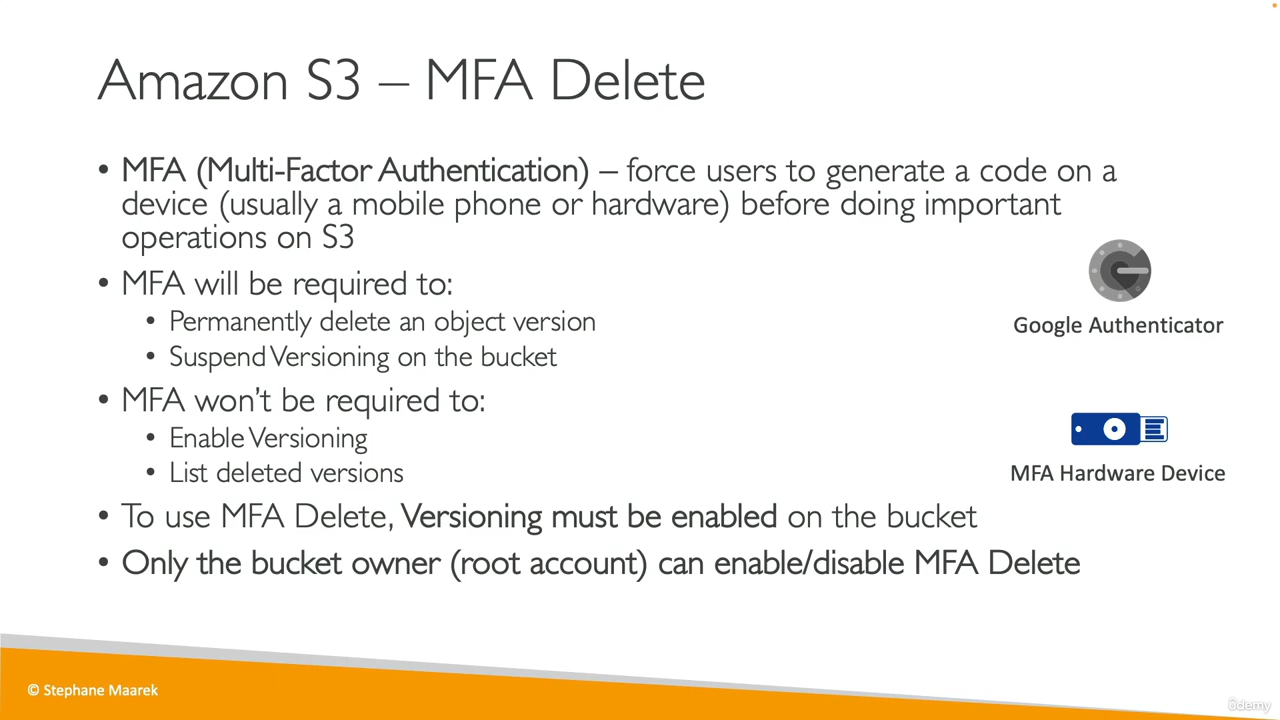 Amazon S3 – MFA Delete
• MFA (Multi-Factor Authentication) – force users to generate a code on a
device (usually a mobile phone or hardware) before doing important
operations on S3
• MFA will be required to:
• Permanently delete an object version
• Suspend Versioning on the bucket
• MFA won't be required to:
• Enable Versioning
• List deleted versions
• To use MFA Delete, Versioning must be enabled on the bucket
• Only the bucket owner (root account) can enable/disable MFA Delete
Google Authenticator
MFA Hardware Device
© Stephane Maarek
ûdemy